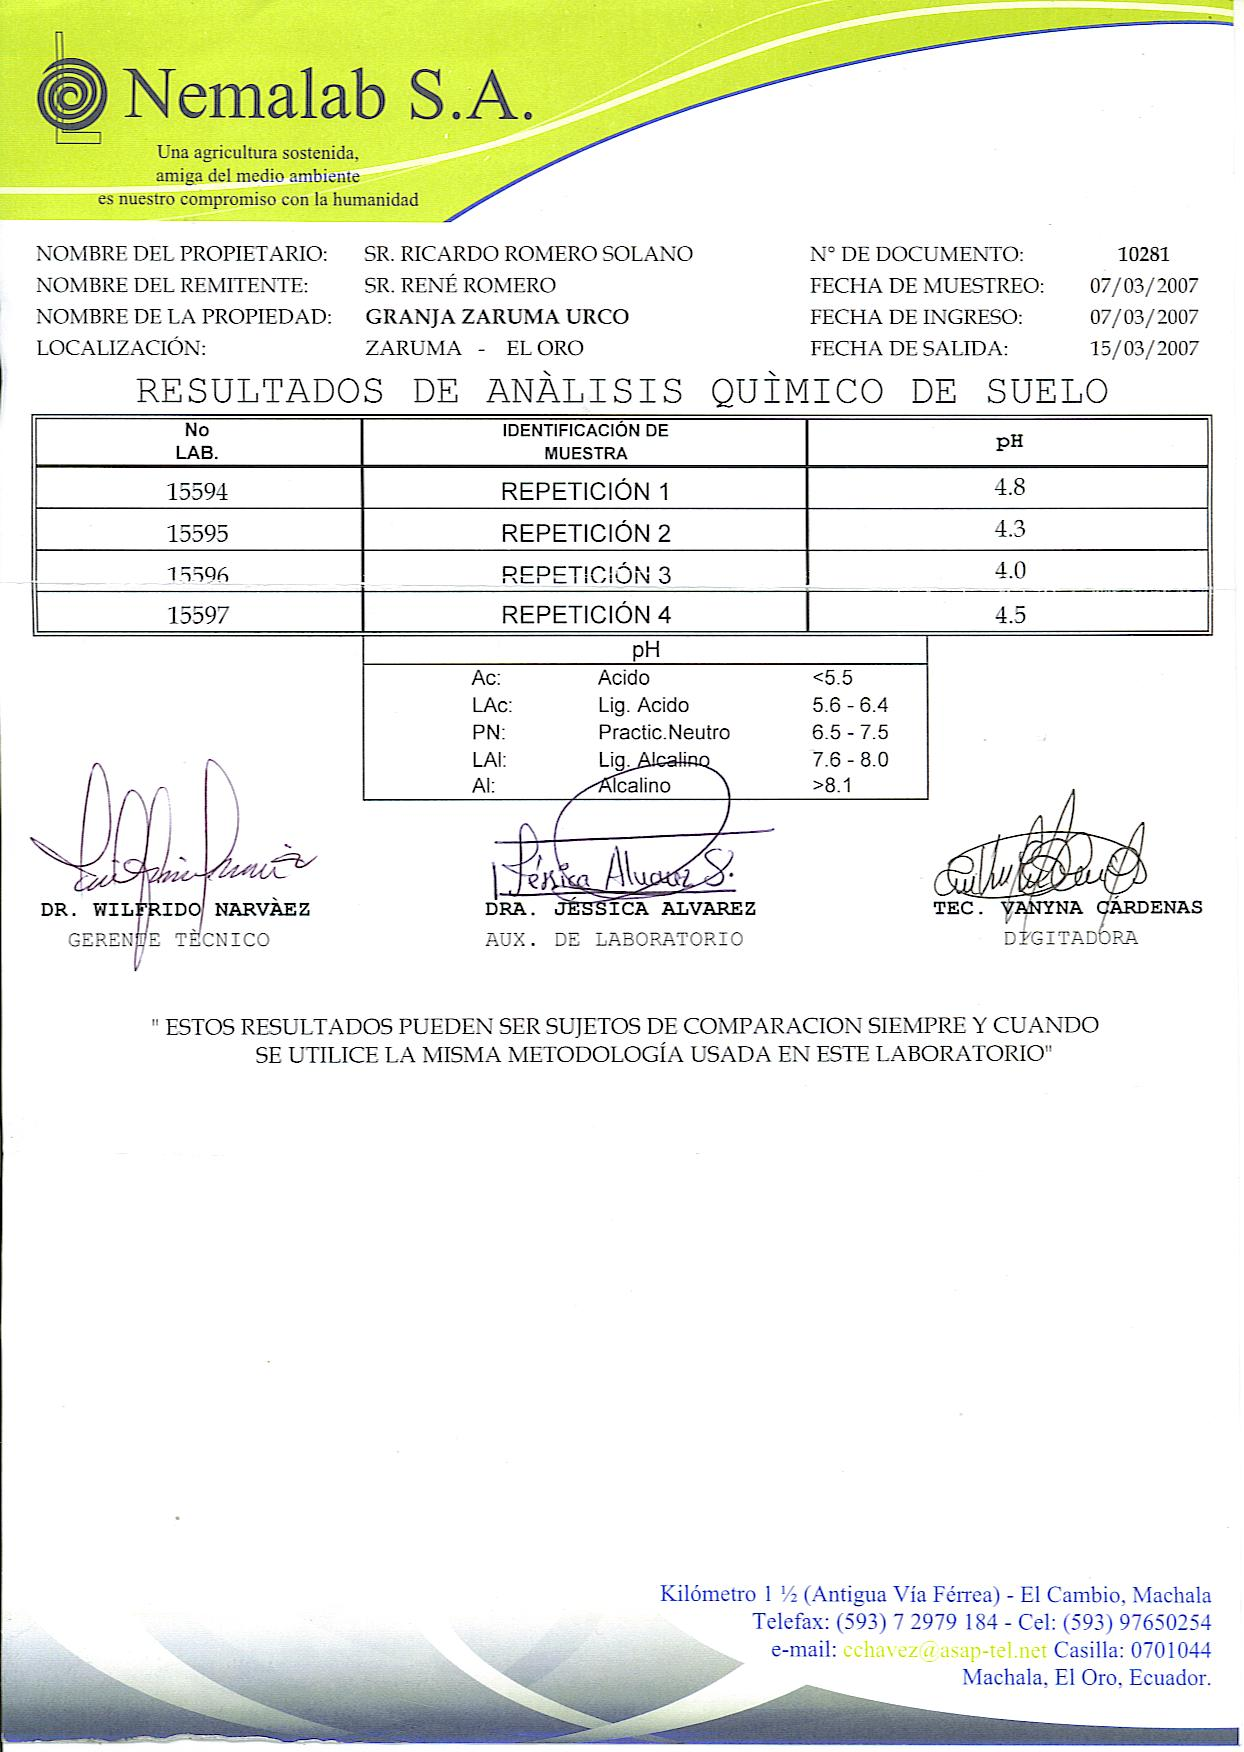 Nemalab S.A.
Una agricultura sostenida,
amiga del medio ambiente
es nuestro compromiso con la humanidad
NOMBRE DEL PROPIETARIO: SR. RICARDO ROMERO SOLANO N° DE DOCUMENTO: 10281
NOMBRE DEL REMITENTE: SR. RENÉ ROMERO FECHA DE MUESTREO: 07/03/2007
NOMBRE DE LA PROPIEDAD: GRANJA ZARUMA URCO FECHA DE INGRESO: 07/03/2007
LOCALIZACIÓN: ZARUMA - EL ORO FECHA DE SALIDA: 15/03/2007
RESULTADOS DE ANÀLISIS QUÌMICO DE SUELO
No LAB. IDENTIFICACIÓN DE MUESTRA pH
15594 REPETICIÓN 1 4.8
15595 REPETICIÓN 2 4.3
15596 REPETICIÓN 3 4.0
15597 REPETICIÓN 4 4.5
pH
Ac: Acido <5.5
LAc: Lig. Acido 5.6 - 6.4
PN: Practic.Neutro 6.5 - 7.5
LAl: Lig. Alcalino 7.6 - 8.0
Al: Alcalino >8.1
Jéssica Alvarez S.
DR. WILFRIDO NARVÀEZ DRA. JÉSSICA ALVAREZ TEC. VANYNA CÁRDENAS
GERENTE TÈCNICO AUX. DE LABORATORIO DIGITADORA
" ESTOS RESULTADOS PUEDEN SER SUJETOS DE COMPARACION SIEMPRE Y CUANDO
SE UTILICE LA MISMA METODOLOGÍA USADA EN ESTE LABORATORIO"
Kilómetro 1 ½ (Antigua Vía Férrea) - El Cambio, Machala
Telefax: (593) 7 2979 184 - Cel: (593) 97650254
e-mail: cchavez@asap-tel.net Casilla: 0701044
Machala, El Oro, Ecuador.